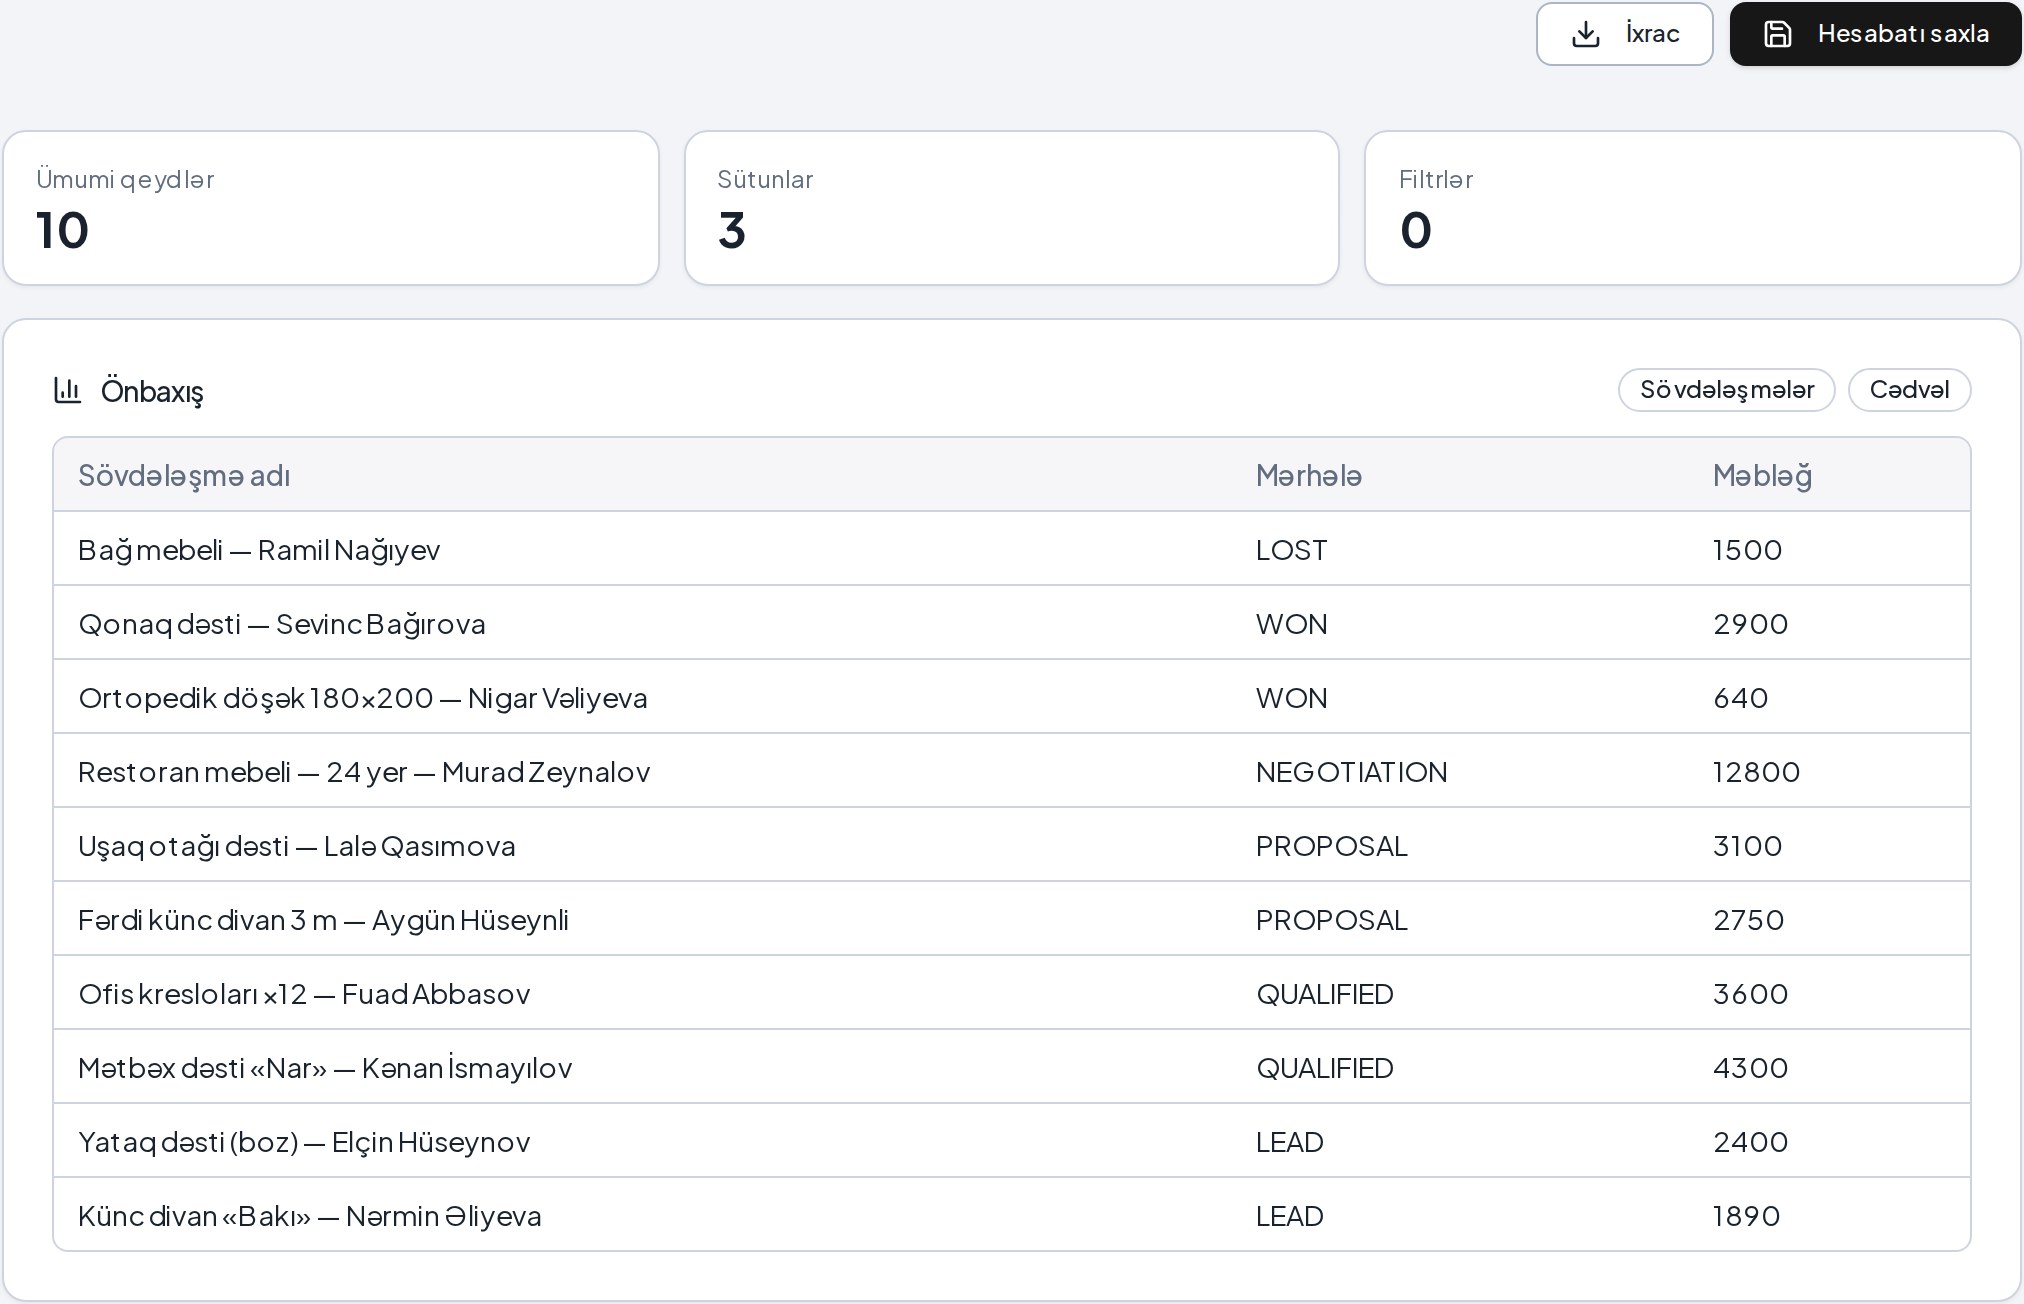 İxrac
Hesabatı saxla
Ümumi qeydlər
10
Sütunlar
3
Filtrlər
0
Önbaxış
Sövdələşmələr
Cədvəl
Sövdələşmə adı Mərhələ Məbləğ
Bağ mebeli — Ramil Nağıyev LOST 1500
Qonaq dəsti — Sevinc Bağırova WON 2900
Ortopedik döşək 180×200 — Nigar Vəliyeva WON 640
Restoran mebeli — 24 yer — Murad Zeynalov NEGOTIATION 12800
Uşaq otağı dəsti — Lalə Qasımova PROPOSAL 3100
Fərdi künc divan 3 m — Aygün Hüseynli PROPOSAL 2750
Ofis kresloları ×12 — Fuad Abbasov QUALIFIED 3600
Mətbəx dəsti «Nar» — Kənan İsmayılov QUALIFIED 4300
Yataq dəsti (boz) — Elçin Hüseynov LEAD 2400
Künc divan «Bakı» — Nərmin Əliyeva LEAD 1890